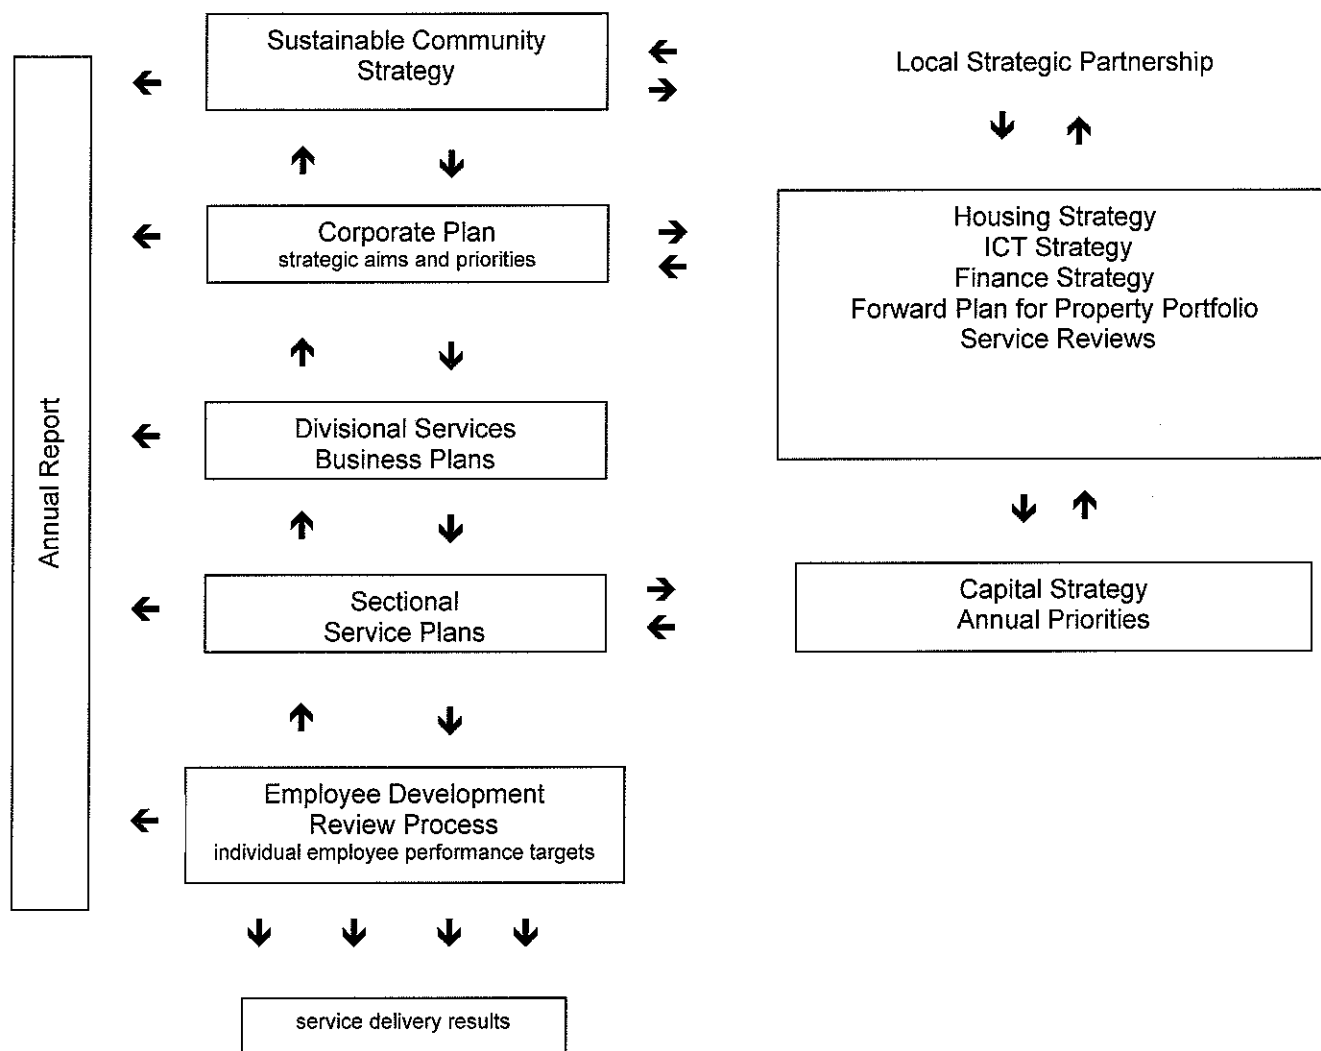 Sustainable Community
Strategy
Local Strategic Partnership
Corporate Plan
strategic aims and priorities
Housing Strategy
ICT Strategy
Finance Strategy
Forward Plan for Property Portfolio
Service Reviews
Annual Report
Divisional Services
Business Plans
Sectional
Service Plans
Capital Strategy
Annual Priorities
Employee Development
Review Process
individual employee performance targets
service delivery results